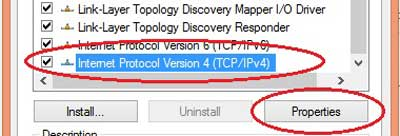 Link-Layer Topology Discovery Mapper I/O Driver
Link-Layer Topology Discovery Responder
Internet Protocol Version 6 (TCP/IPv6)
Internet Protocol Version 4 (TCP/IPv4)
Install... Uninstall Properties
Description